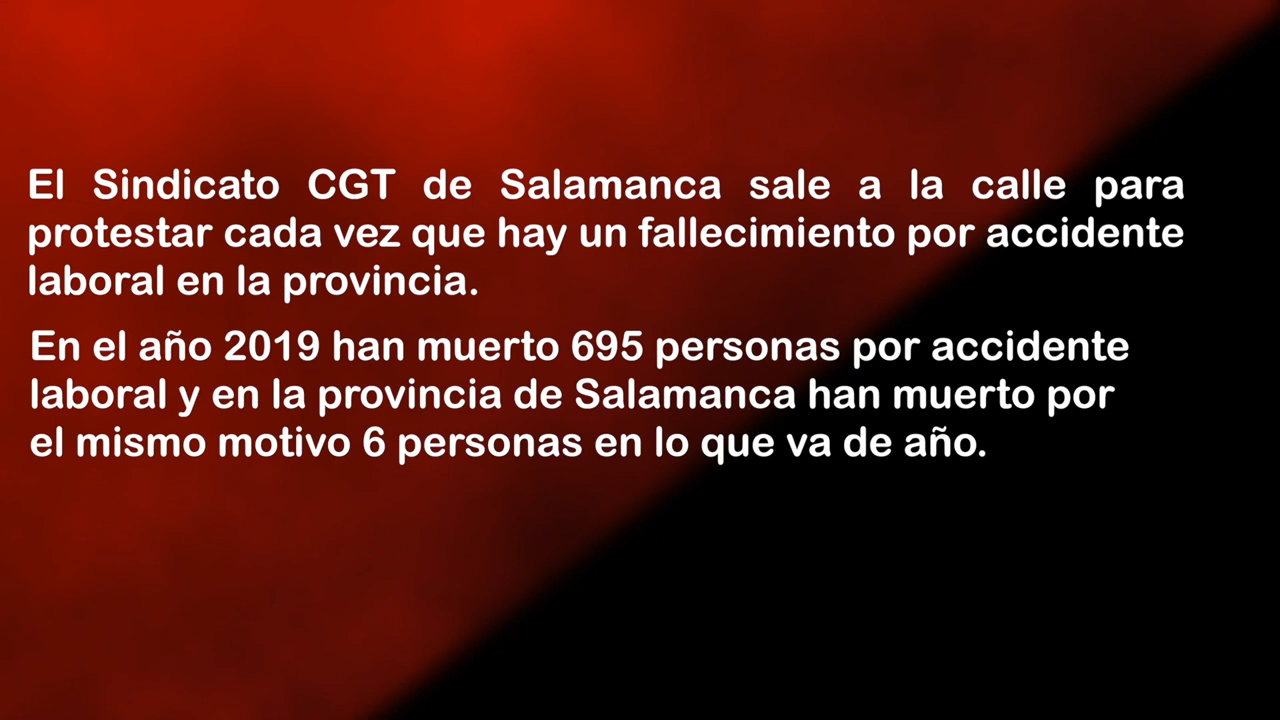 El Sindicato CGT de Salamanca sale a la calle para
protestar cada vez que hay un fallecimiento por accidente
laboral en la provincia.
En el año 2019 han muerto 695 personas por accidente
laboral y en la provincia de Salamanca han muerto por
el mismo motivo 6 personas en lo que va de año.